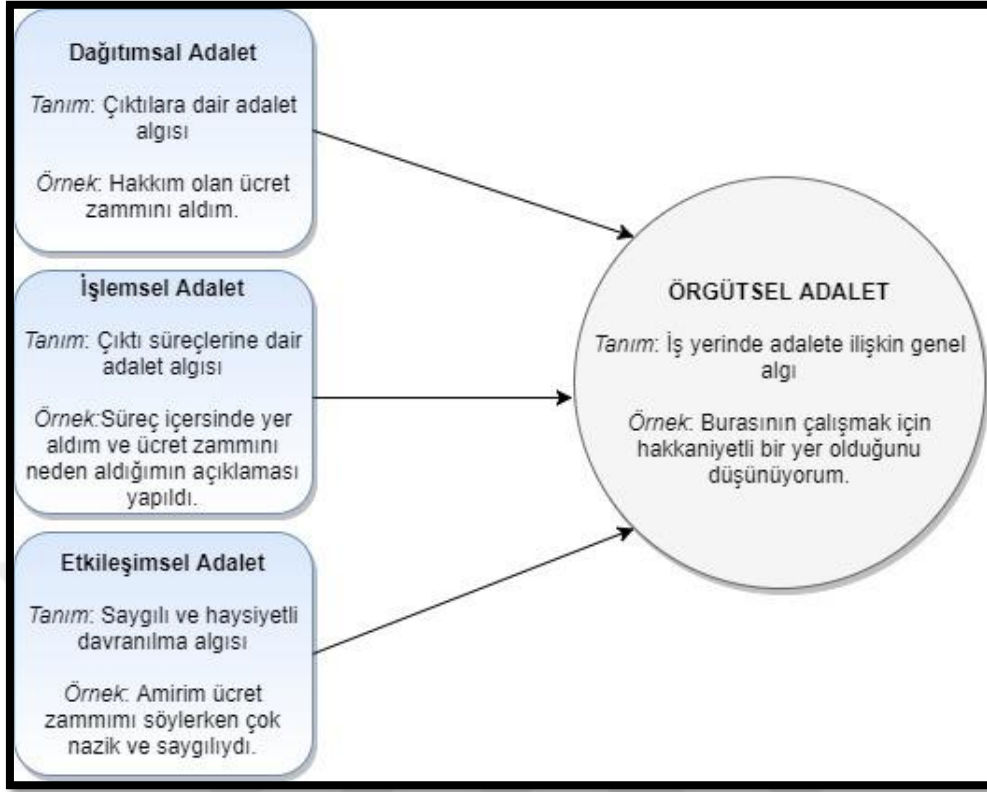 Dağıtımsal Adalet
Tanım: Çıktılara dair adalet
algısı
Örnek: Hakkım olan ücret
zammını aldım.
İşlemsel Adalet
Tanım: Çıktı süreçlerine dair
adalet algısı
Örnek:Süreç içersinde yer
aldım ve ücret zammını
neden aldığımın açıklaması
yapıldı.
Etkileşimsel Adalet
Tanım: Saygılı ve haysiyetli
davranılma algısı
Örnek: Amirim ücret
zammımı söylerken çok
nazik ve saygılıydı.
ÖRGÜTSEL ADALET
Tanım: İş yerinde adalete ilişkin genel
algı
Örnek: Burasının çalışmak için
hakkaniyetli bir yer olduğunu
düşünüyorum.